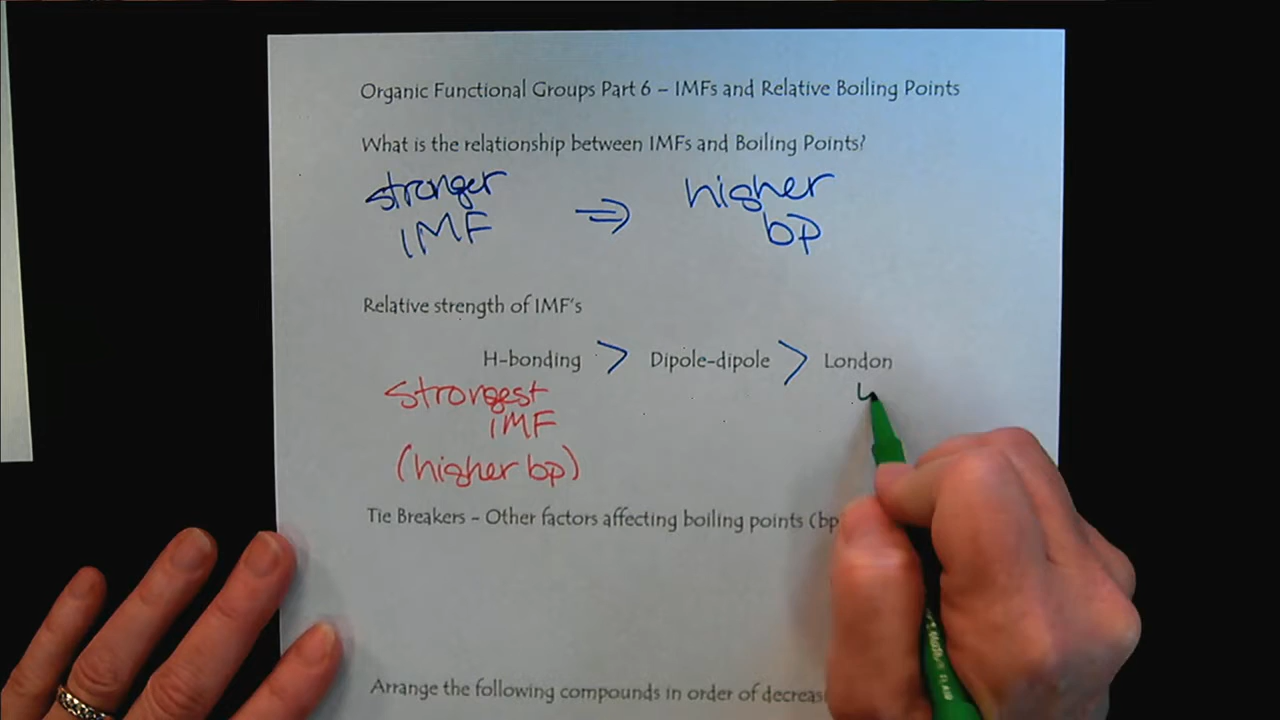 Organic Functional Groups Part 6 – IMFs and Relative Boiling Points
What is the relationship between IMFs and Boiling Points?
stronger ⇒ higher
IMF bp
Relative strength of IMF's
H-bonding > Dipole-dipole > London
strongest
IMF
(higher bp)
Tie Breakers – Other factors affecting boiling points (bp
Arrange the following compounds in order of